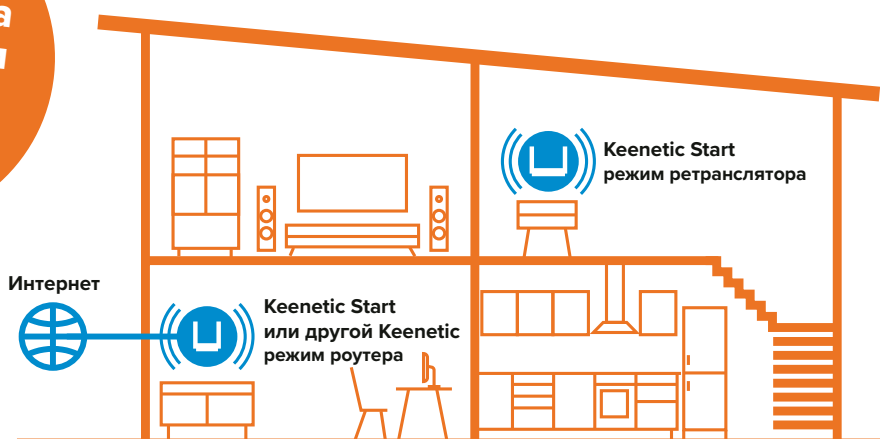 Keenetic Start
режим ретранслятора
Интернет
Keenetic Start
или другой Keenetic
режим роутера